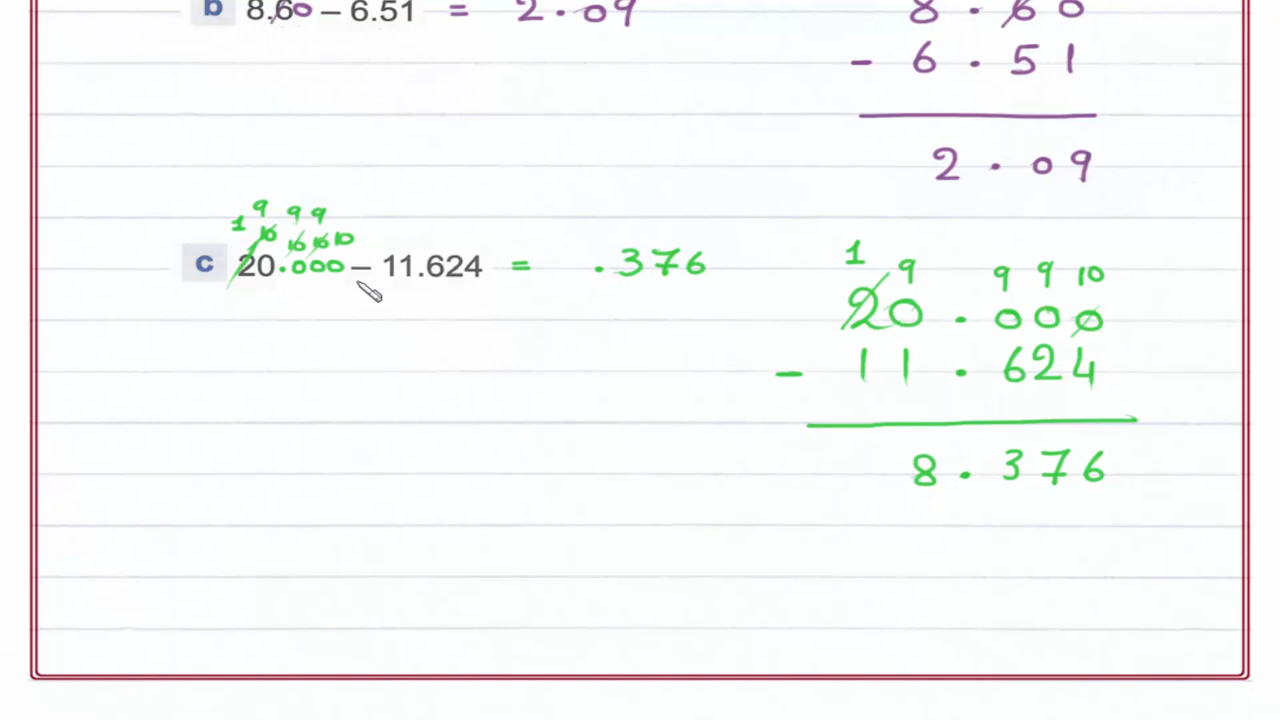 b 8.60 – 6.51 = 2.09
8.60
- 6.51
2.09
1 9 9 9
10 10 10 10
c 20.000 – 11.624 = .376
1 9 9 9 10
20.000
- 11.624
8.376